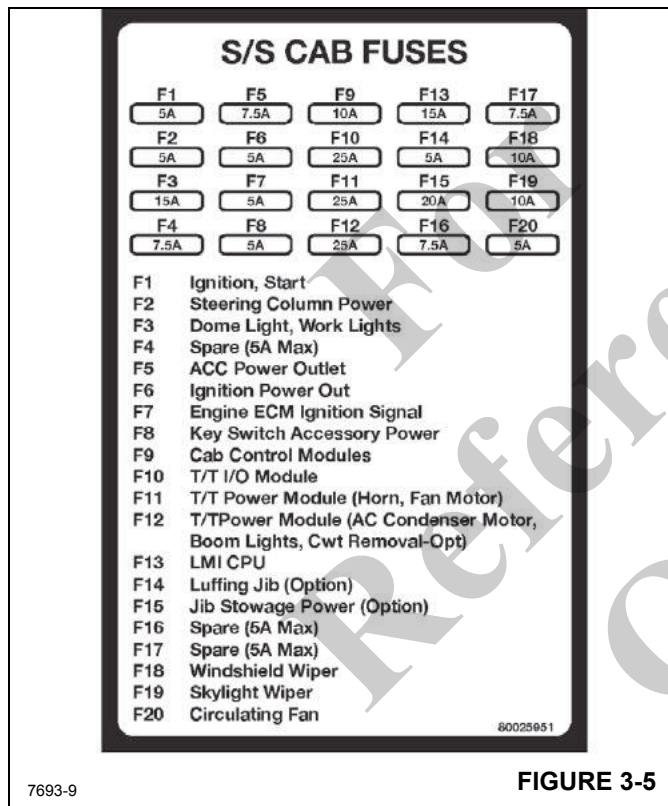 S/S CAB FUSES
F1 F5 F9 F13 F17
5A 7.5A 10A 15A 7.5A
F2 F6 F10 F14 F18
5A 5A 25A 5A 10A
F3 F7 F11 F15 F19
15A 5A 25A 20A 10A
F4 F8 F12 F16 F20
7.5A 5A 25A 7.5A 5A
F1 Ignition, Start
F2 Steering Column Power
F3 Dome Light, Work Lights
F4 Spare (5A Max)
F5 ACC Power Outlet
F6 Ignition Power Out
F7 Engine ECM Ignition Signal
F8 Key Switch Accessory Power
F9 Cab Control Modules
F10 T/T I/O Module
F11 T/T Power Module (Horn, Fan Motor)
F12 T/TPower Module (AC Condenser Motor,
Boom Lights, Cwt Removal-Opt)
F13 LMI CPU
F14 Luffing Jib (Option)
F15 Jib Stowage Power (Option)
F16 Spare (5A Max)
F17 Spare (5A Max)
F18 Windshield Wiper
F19 Skylight Wiper
F20 Circulating Fan
80025951
7693-9
FIGURE 3-5
For